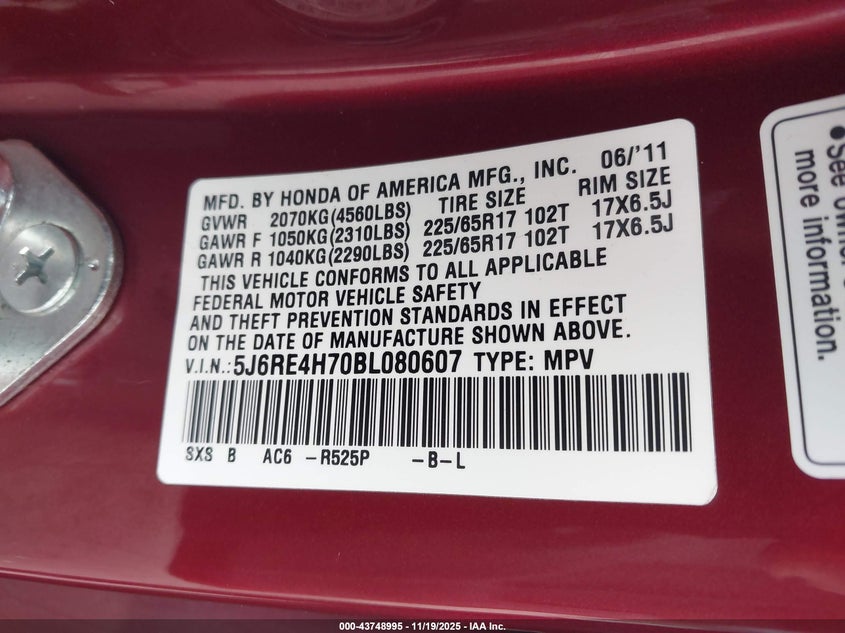 MFD. BY HONDA OF AMERICA MFG., INC. 06/'11
GVWR 2070KG(4560LBS) TIRE SIZE RIM SIZE
GAWR F 1050KG(2310LBS) 225/65R17 102T 17X6.5J
GAWR R 1040KG(2290LBS) 225/65R17 102T 17X6.5J
THIS VEHICLE CONFORMS TO ALL APPLICABLE
FEDERAL MOTOR VEHICLE SAFETY
AND THEFT PREVENTION STANDARDS IN EFFECT
ON THE DATE OF MANUFACTURE SHOWN ABOVE.
V.I.N.:5J6RE4H70BL080607 TYPE: MPV
SXS B AC6 -R525P -B-L
•See owner's
more information.
000-43748995 - 11/19/2025 - IAA Inc.